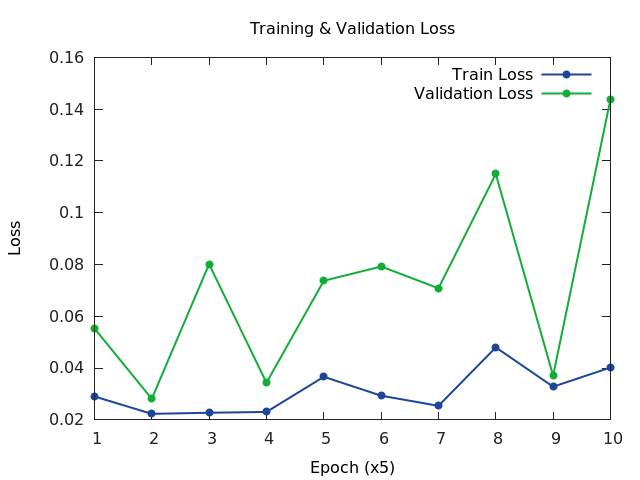 Training & Validation Loss
0.16
0.14
0.12
0.1
0.08
0.06
0.04
0.02
Loss
Train Loss
Validation Loss
1 2 3 4 5 6 7 8 9 10
Epoch (x5)